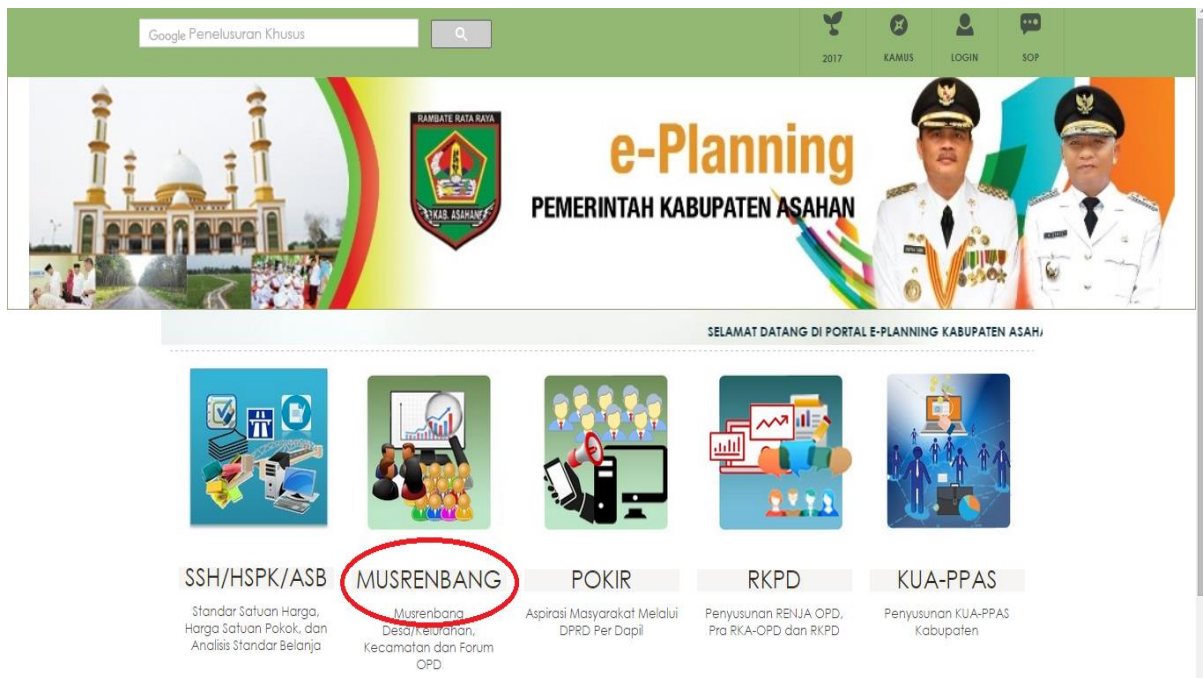 Google Penelusuran Khusus
2017
KAMUS
LOGIN
SOP
RAMBATE RATA RAYA
KAB. ASAHAN
e-Planning
PEMERINTAH KABUPATEN ASAHAN
SELAMAT DATANG DI PORTAL E-PLANNING KABUPATEN ASAHA
SSH/HSPK/ASB
Standar Satuan Harga,
Harga Satuan Pokok, dan
Analisis Standar Belanja
MUSRENBANG
Musrenbang
Desa/Kelurahan,
Kecamatan dan Forum
OPD
POKIR
Aspirasi Masyarakat Melalui
DPRD Per Dapil
RKPD
Penyusunan RENJA OPD,
Pra RKA-OPD dan RKPD
KUA-PPAS
Penyusunan KUA-PPAS
Kabupaten